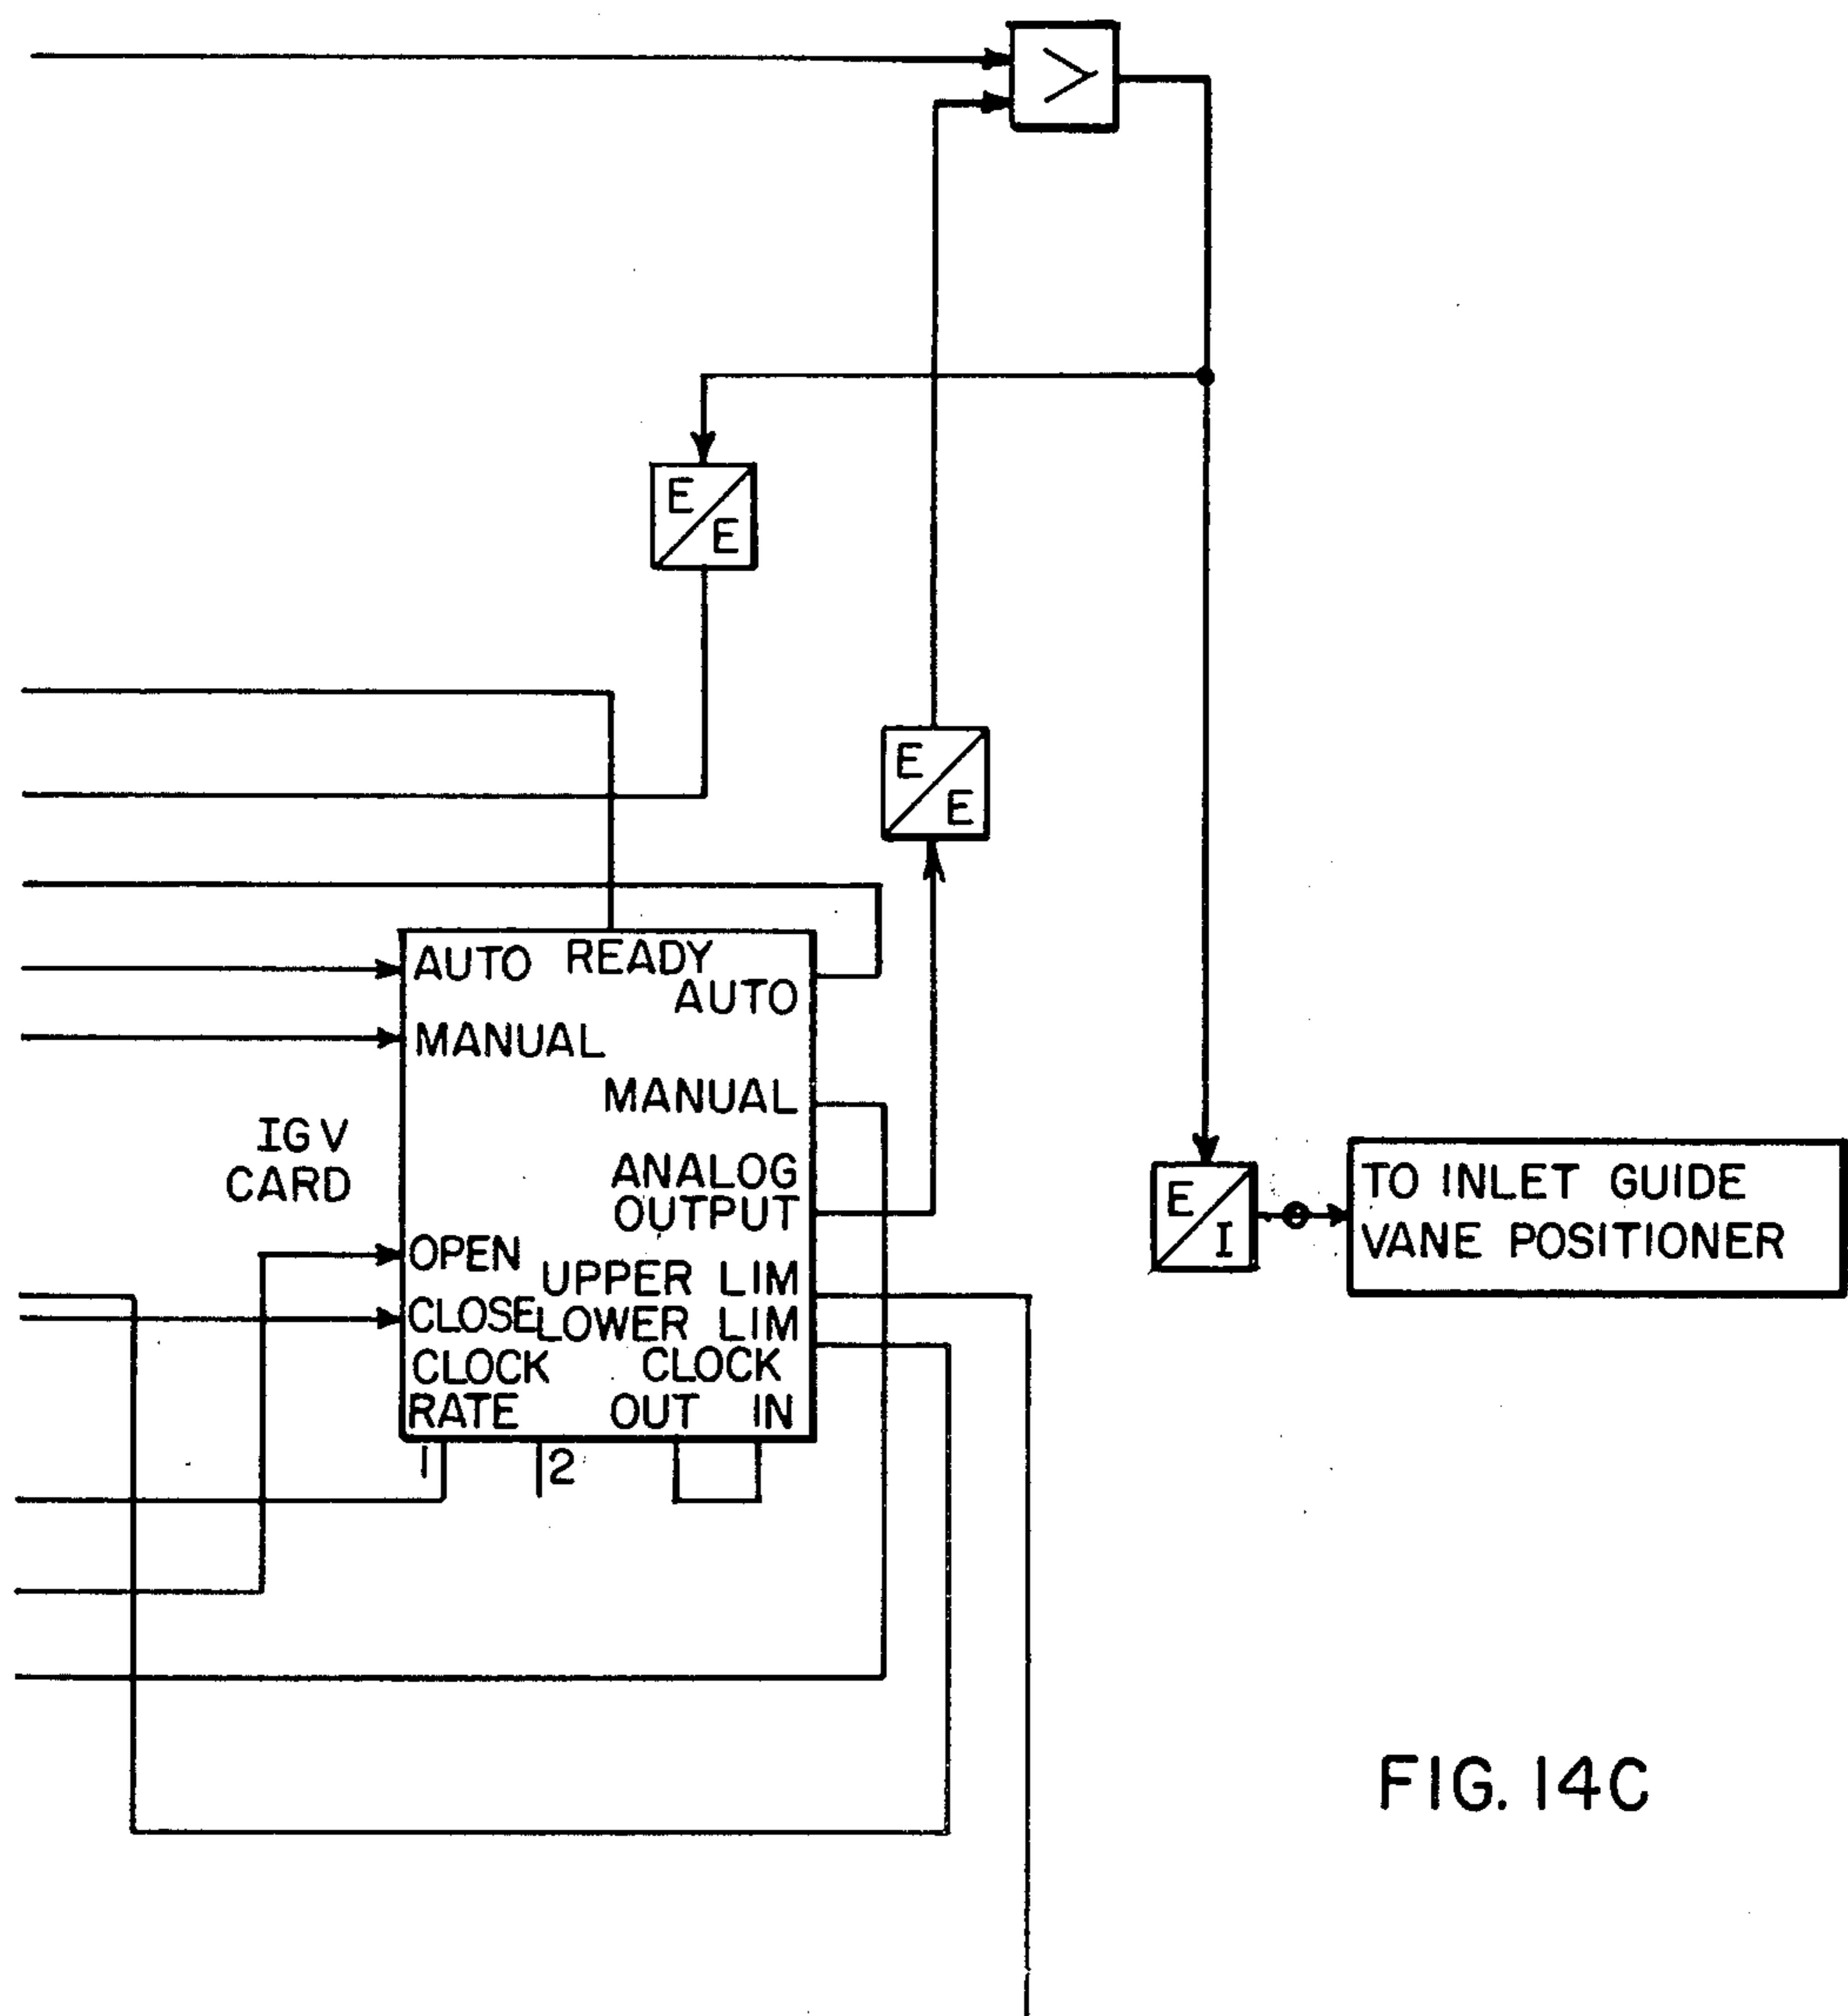 >
E
E
E
E
AUTO READY
AUTO
MANUAL
MANUAL
IGV
CARD
ANALOG
OUTPUT
OPEN
UPPER LIM
CLOSE
LOWER LIM
CLOCK
RATE
CLOCK
OUT IN
1
2
E
I
TO INLET GUIDE
VANE POSITIONER
FIG. 14C